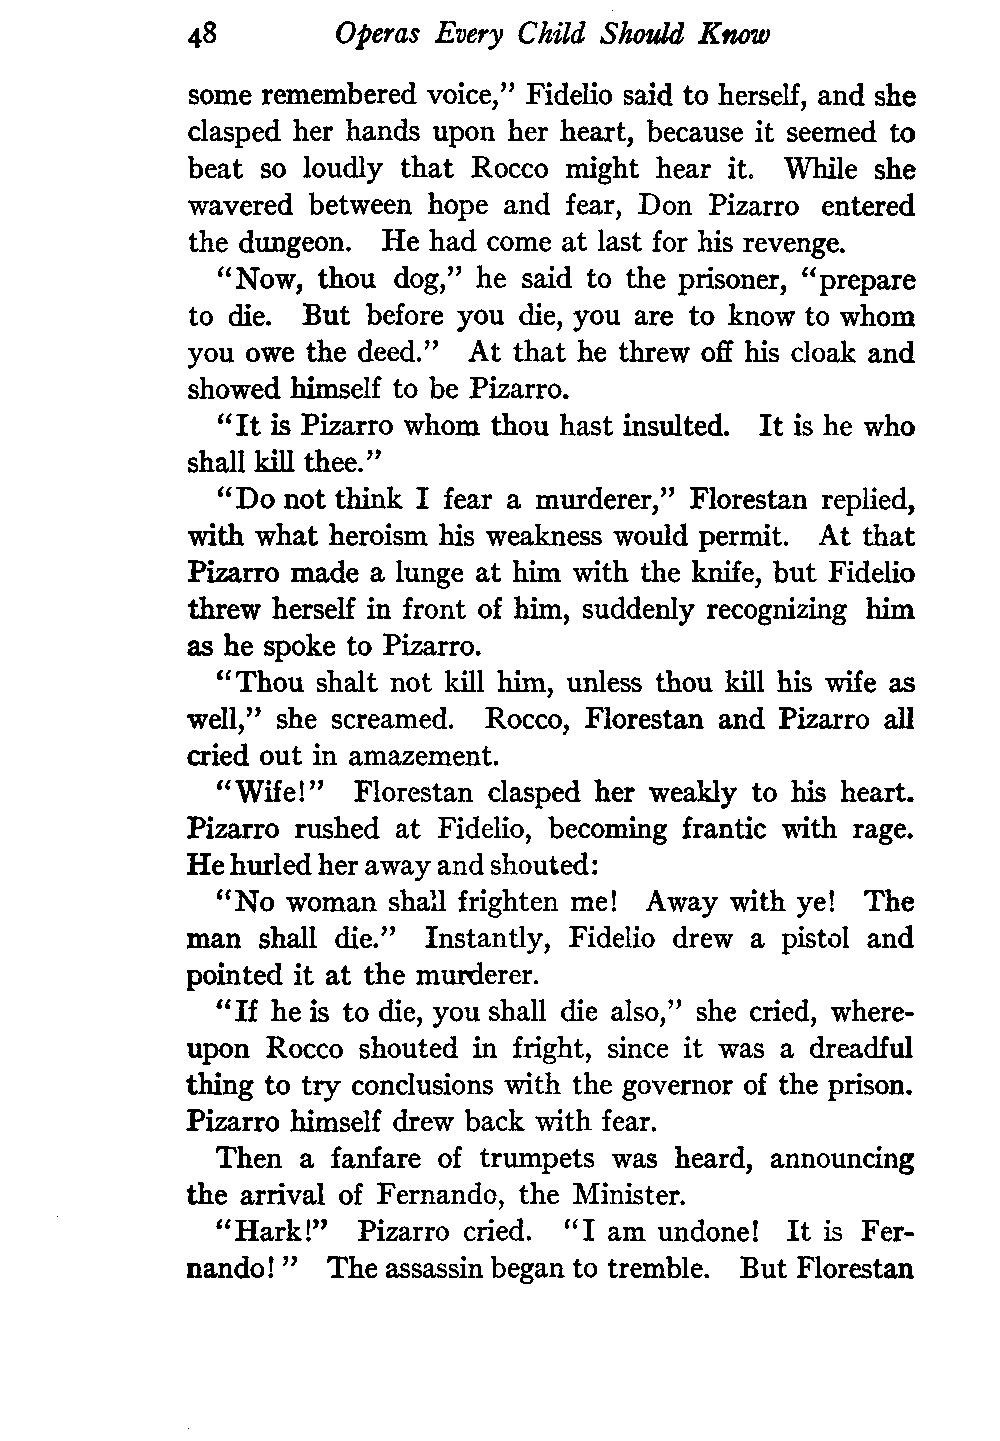 48 Operas Every Child Should Know
some remembered voice,” Fidelio said to herself, and she
clasped her hands upon her heart, because it seemed to
beat so loudly that Rocco might hear it. While she
wavered between hope and fear, Don Pizarro entered
the dungeon. He had come at last for his revenge.
“Now, thou dog,” he said to the prisoner, “prepare
to die. But before you die, you are to know to whom
you owe the deed.” At that he threw off his cloak and
showed himself to be Pizarro.
“It is Pizarro whom thou hast insulted. It is he who
shall kill thee.”
“Do not think I fear a murderer,” Florestan replied,
with what heroism his weakness would permit. At that
Pizarro made a lunge at him with the knife, but Fidelio
threw herself in front of him, suddenly recognizing him
as he spoke to Pizarro.
“Thou shalt not kill him, unless thou kill his wife as
well,” she screamed. Rocco, Florestan and Pizarro all
cried out in amazement.
“Wife!” Florestan clasped her weakly to his heart.
Pizarro rushed at Fidelio, becoming frantic with rage.
He hurled her away and shouted:
“No woman shall frighten me! Away with ye! The
man shall die.” Instantly, Fidelio drew a pistol and
pointed it at the murderer.
“If he is to die, you shall die also,” she cried, where-
upon Rocco shouted in fright, since it was a dreadful
thing to try conclusions with the governor of the prison.
Pizarro himself drew back with fear.
Then a fanfare of trumpets was heard, announcing
the arrival of Fernando, the Minister.
“Hark!” Pizarro cried. “I am undone! It is Fer-
nando!” The assassin began to tremble. But Florestan